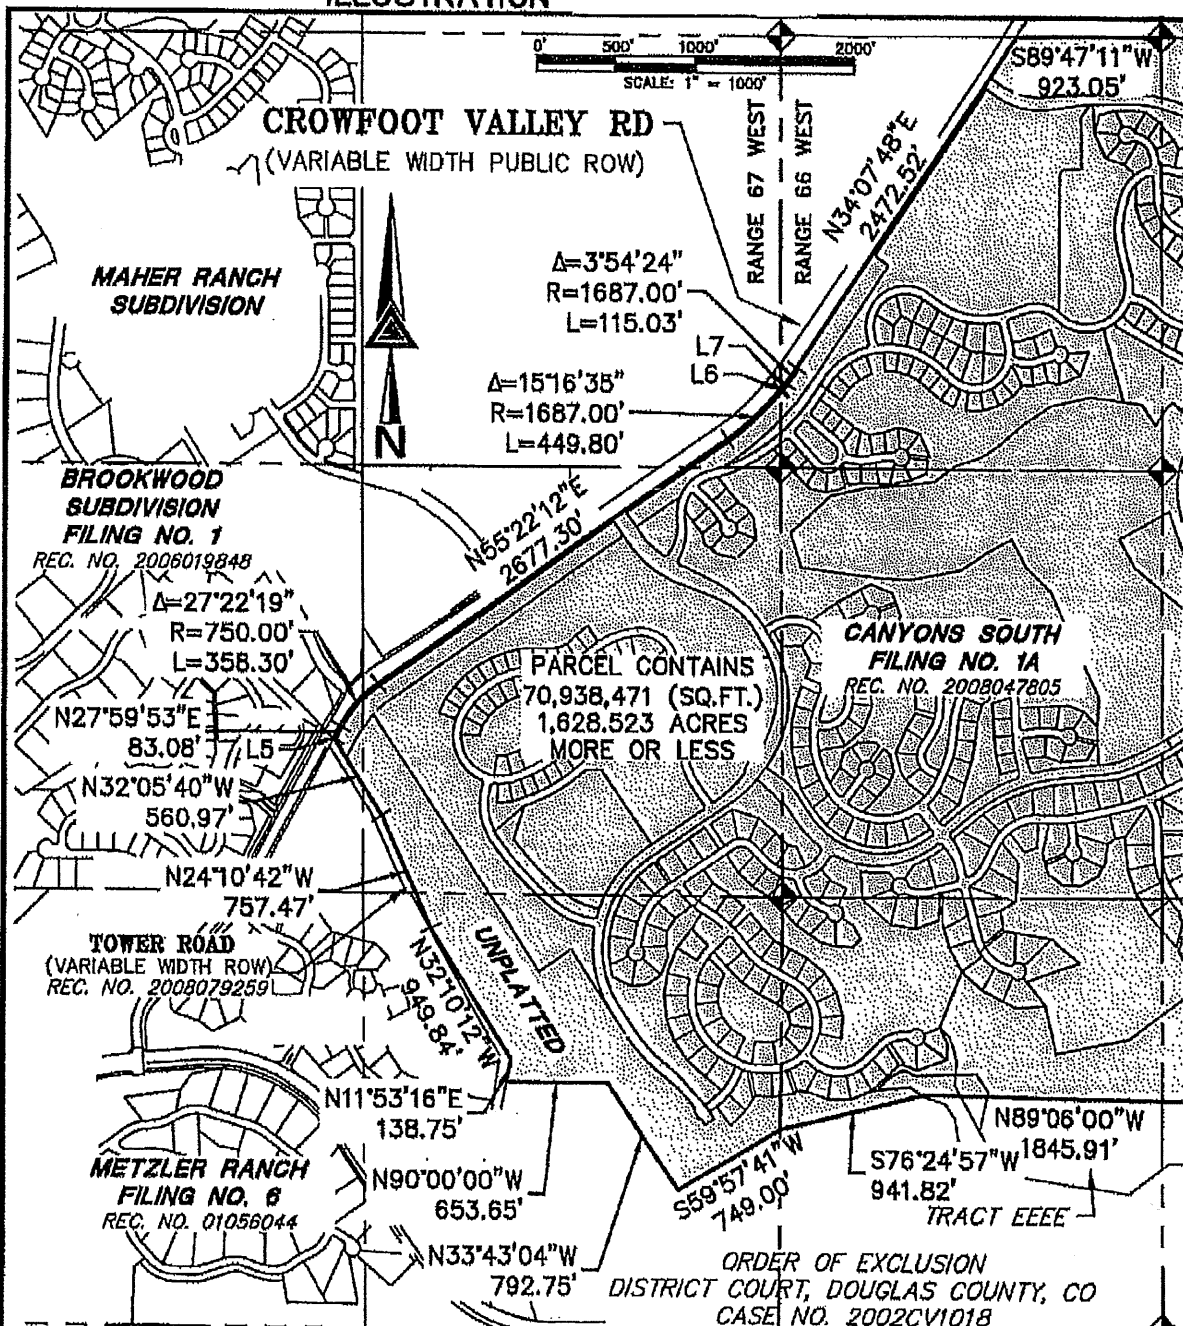 ILLUSTRATION
0' 500' 1000' 2000'
SCALE: 1" = 1000'
S89°47'11"W
923.05'
CROWFOOT VALLEY RD
(VARIABLE WIDTH PUBLIC ROW)
RANGE 67 WEST
RANGE 66 WEST
N34°07'48"E
2472.52'
MAHER RANCH
SUBDIVISION
Δ=3°54'24"
R=1687.00'
L=115.03'
L7
L6
Δ=15°16'35"
R=1687.00'
L=449.80'
N
BROOKWOOD
SUBDIVISION
FILING NO. 1
REC. NO. 2006019848
N55°22'12"E
2677.30'
Δ=27°22'19"
R=750.00'
L=358.30'
CANYONS SOUTH
FILING NO. 1A
REC. NO. 2008047805
PARCEL CONTAINS
70,938,471 (SQ.FT.)
1,628.523 ACRES
MORE OR LESS
N27°59'53"E
83.08'
L5
N32°05'40"W
560.97'
N24°10'42"W
757.47'
TOWER ROAD
(VARIABLE WIDTH ROW)
REC. NO. 2008079259
N32°10'12"W
949.84'
UNPLATTED
N11°53'16"E
138.75'
N89°06'00"W
1845.91'
METZLER RANCH
FILING NO. 6
REC. NO. 01056044
N90°00'00"W
653.65'
S59°57'41"W
749.00'
S76°24'57"W
941.82'
TRACT EEEE
N33°43'04"W
792.75'
ORDER OF EXCLUSION
DISTRICT COURT, DOUGLAS COUNTY, CO
CASE NO. 2002CV1018